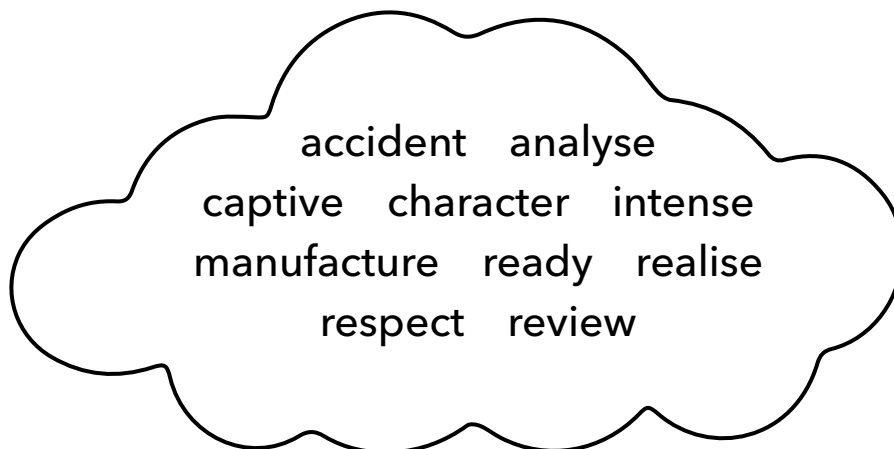 accident analyse
captive character intense
manufacture ready realise
respect review